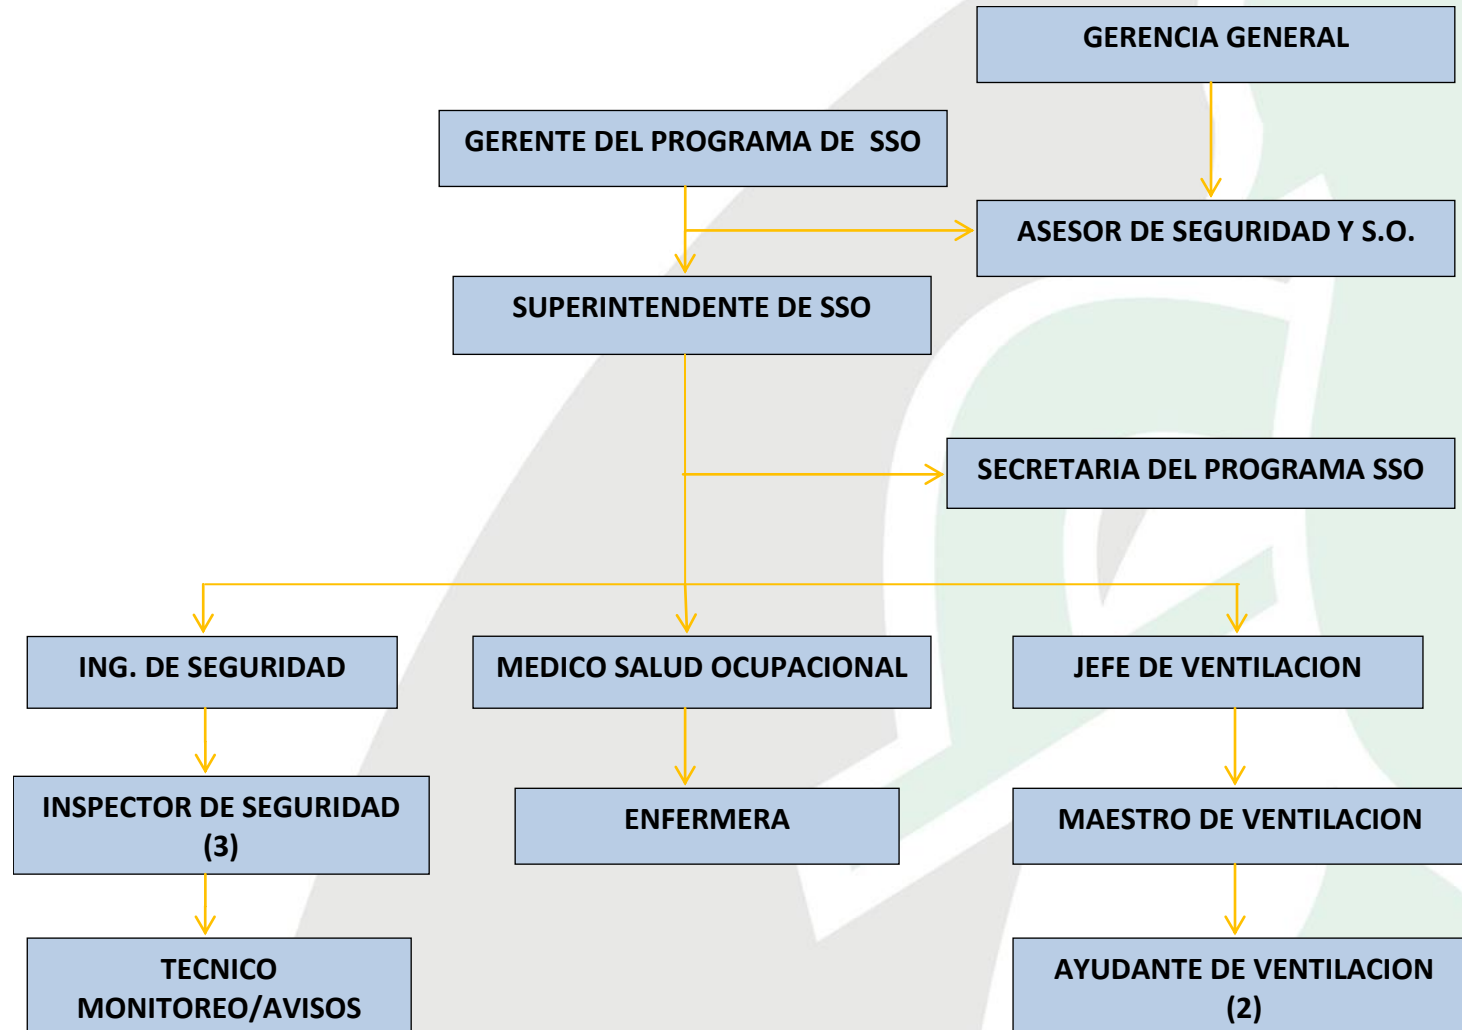 GERENCIA GENERAL
GERENTE DEL PROGRAMA DE SSO
ASESOR DE SEGURIDAD Y S.O.
SUPERINTENDENTE DE SSO
SECRETARIA DEL PROGRAMA SSO
ING. DE SEGURIDAD
MEDICO SALUD OCUPACIONAL
JEFE DE VENTILACION
INSPECTOR DE SEGURIDAD
(3)
ENFERMERA
MAESTRO DE VENTILACION
TECNICO
MONITOREO/AVISOS
AYUDANTE DE VENTILACION
(2)